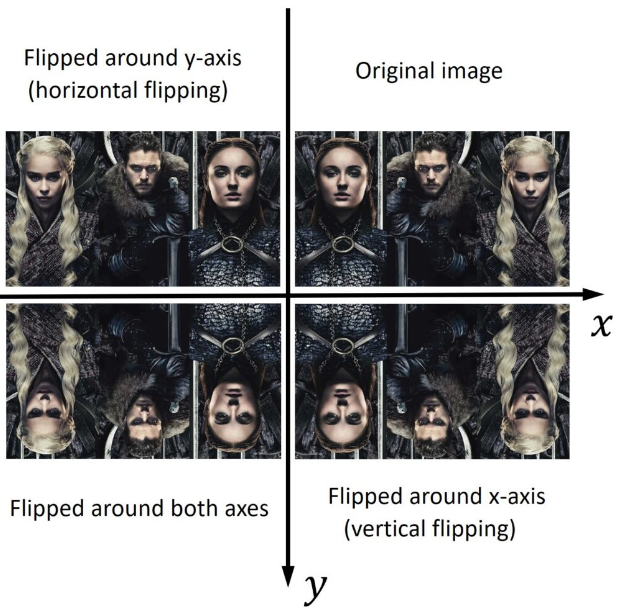 Flipped around y-axis
(horizontal flipping)
Original image
x
Flipped around both axes
Flipped around x-axis
(vertical flipping)
y